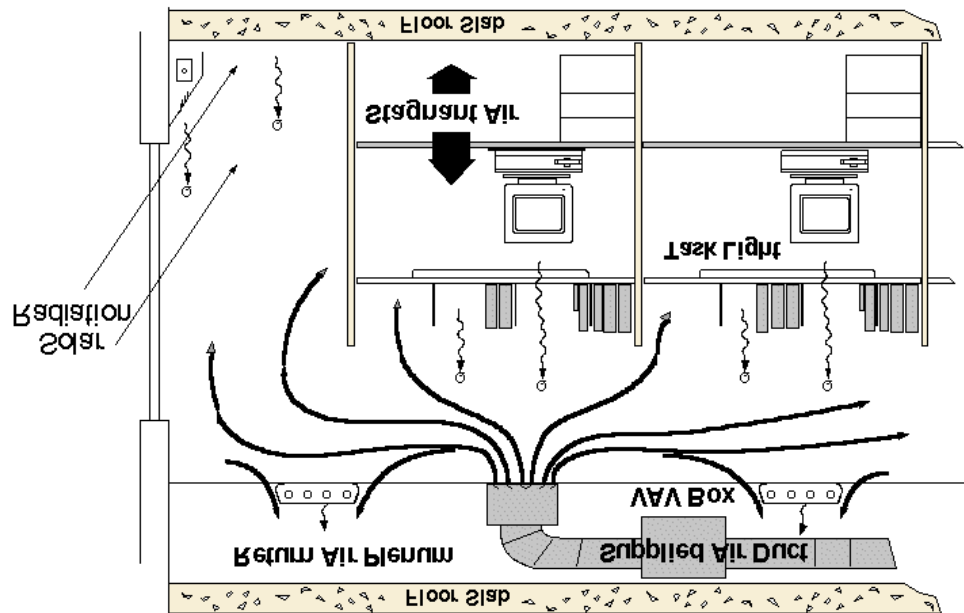 Floor Slab
Stagnant Air
Task Light
Solar
Radiation
VAV Box
Return Air Plenum
Supplied Air Duct
Floor Slab